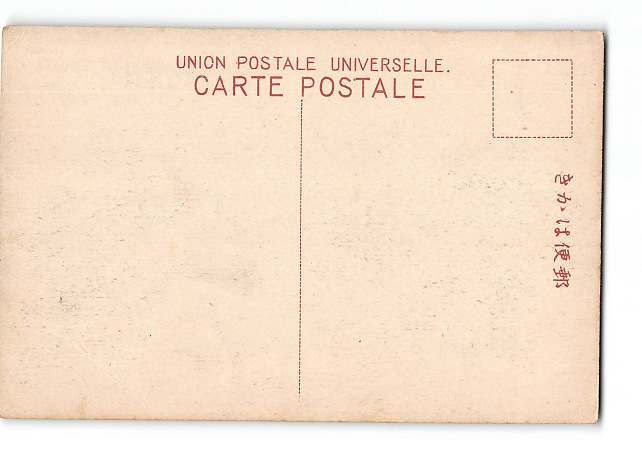 UNION POSTALE UNIVERSELLE.
CARTE POSTALE
きかは便郵